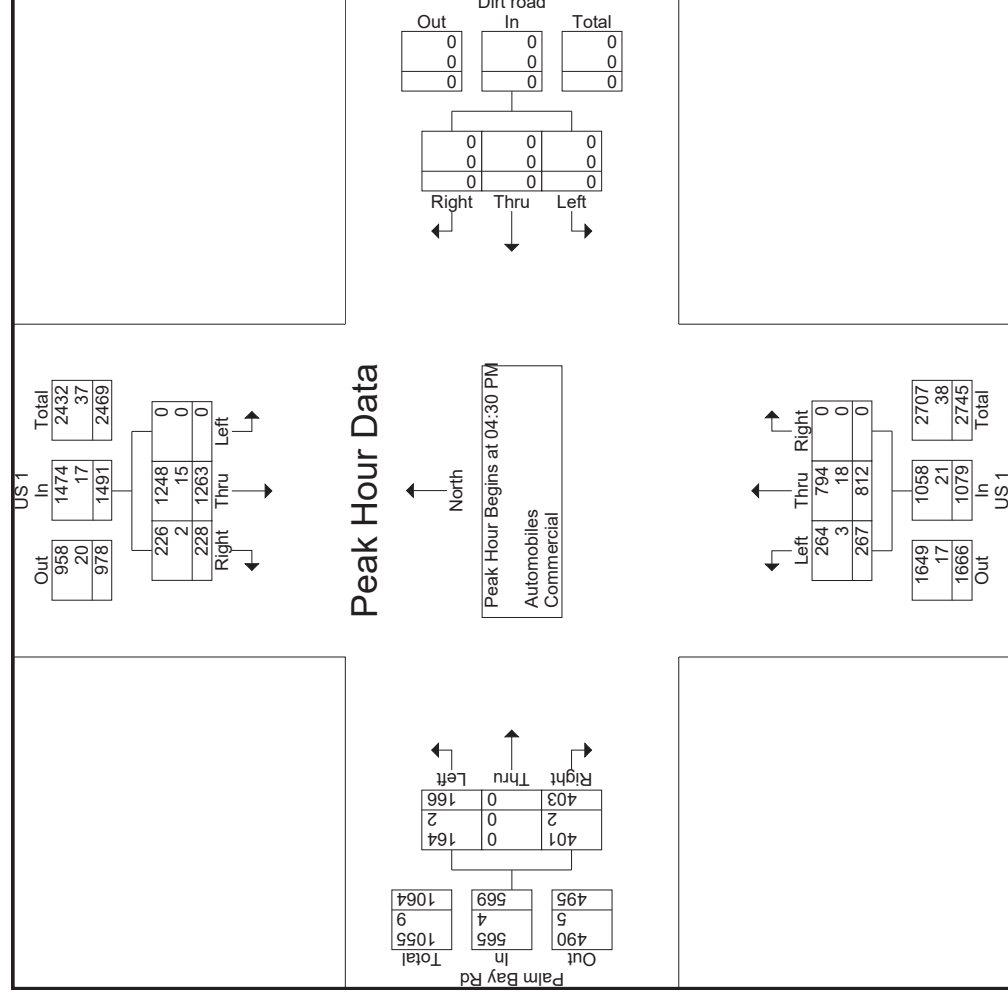 Dirt road
Out In Total
0 0 0
0 0 0
0 0 0
0 0 0
0 0 0
0 0 0
Right Thru Left
US 1
Out In Total
958 1474 2432
20 17 37
978 1491 2469
226 1248 0
2 15 0
228 1263 0
Right Thru Left
Peak Hour Data
North
Peak Hour Begins at 04:30 PM
Automobiles
Commercial
Left Thru Right
264 794 0
3 18 0
267 812 0
1649 1058 2707
17 21 38
1666 1079 2745
Out In Total
US 1
Right Thru Left
403 0 166
2 0 2
401 0 164
495 569 1064
5 4 9
490 565 1055
Out In Total
Palm Bay Rd